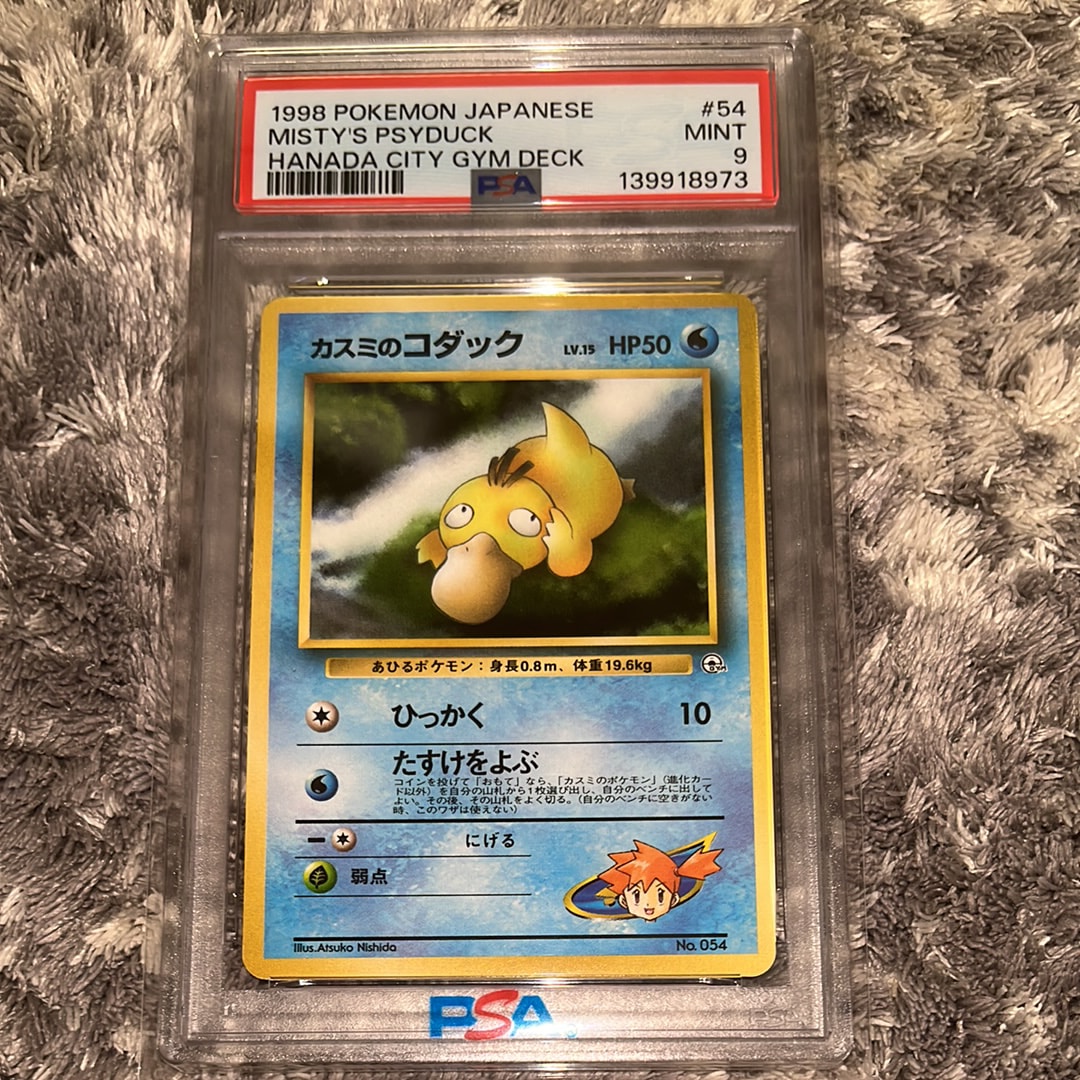 1998 POKEMON JAPANESE #54
MISTY'S PSYDUCK MINT
HANADA CITY GYM DECK 9
PSA 139918973
カスミのコダック LV.15 HP50
あひるポケモン：身長0.8m、体重19.6kg
GYM
ひっかく 10
たすけをよぶ
コインを投げて「おもて」なら、「カスミのポケモン」（進化カー
ド以外）を自分の山札から1枚選び出し、自分のベンチに出して
よい。その後、その山札をよく切る。（自分のベンチに空きがない
時、このワザは使えない）
にげる
弱点
Illus.Atsuko Nishida No. 054
PSA